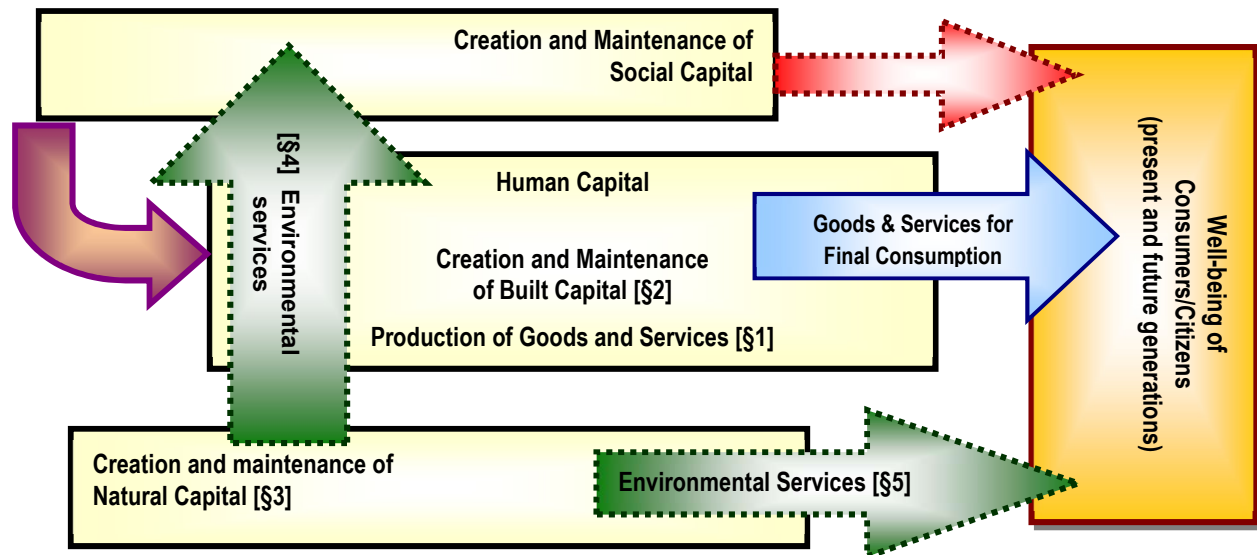 Creation and Maintenance of
Social Capital
[§4] Environmental
services
Human Capital
Creation and Maintenance
of Built Capital [§2]
Production of Goods and Services [§1]
Goods & Services for
Final Consumption
Creation and maintenance of
Natural Capital [§3]
Environmental Services [§5]
Well-being of
Consumers/Citizens
(present and future generations)